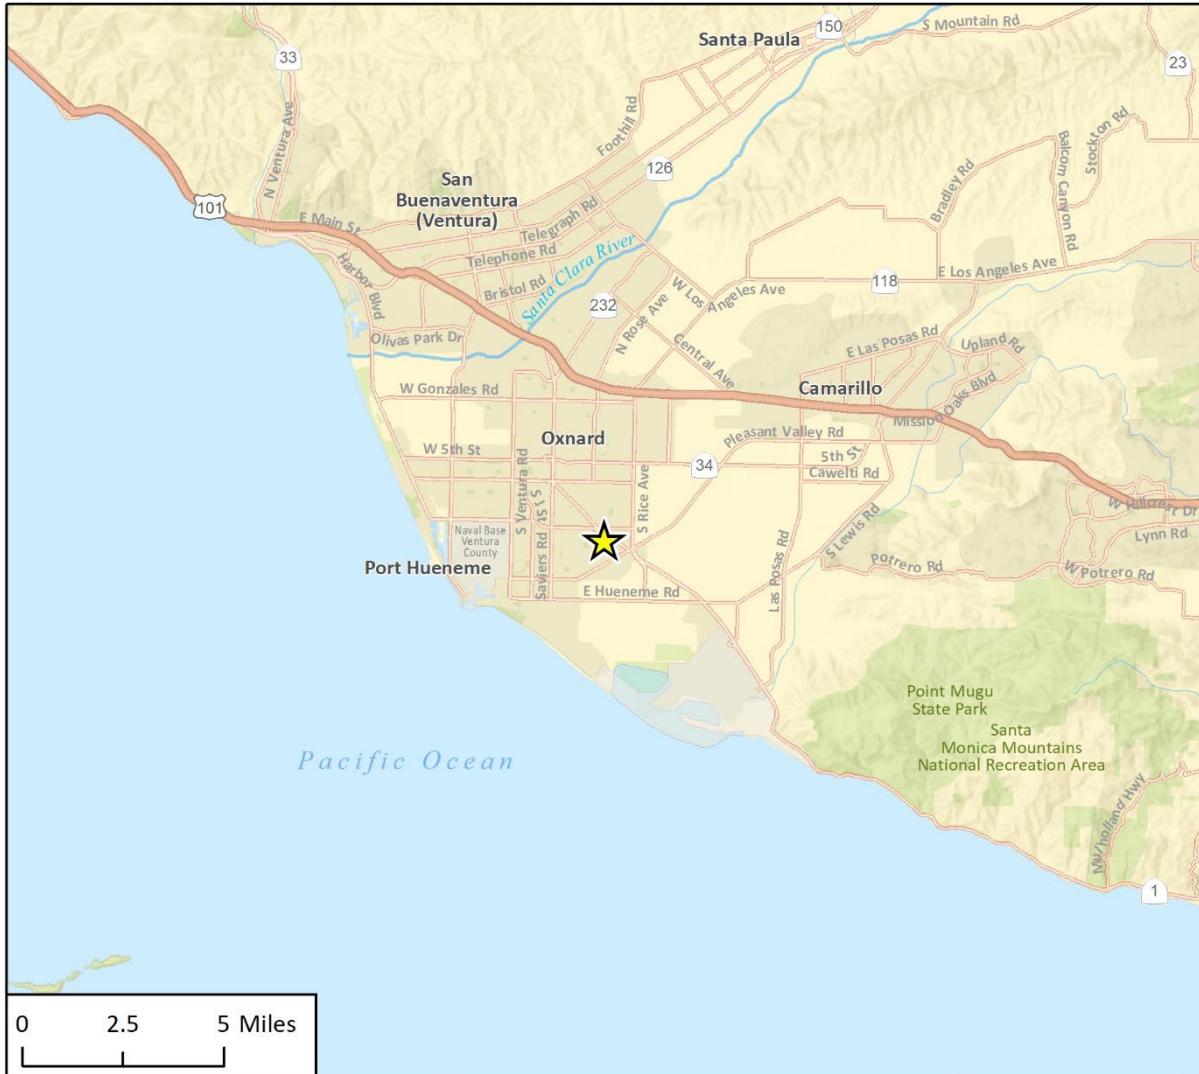 Santa Paula
150
S Mountain Rd
33
23
Foothill Rd
N Ventura Ave
Stockton Rd
Balcom Canyon Rd
Bradley Rd
126
San
Buenaventura
(Ventura)
101
E Main St
Telegraph Rd
Telephone Rd
Santa Clara River
Harbor Blvd
Bristol Rd
W Los Angeles Ave
E Los Angeles Ave
118
232
N Rose Ave
Olivas Park Dr
Central Ave
E Las Posas Rd
Upland Rd
W Gonzales Rd
Camarillo
Mission Oaks Blvd
Oxnard
Pleasant Valley Rd
W 5th St
5th St
34
Cawelti Rd
S Ventura Rd
S J St
S Rice Ave
W Hillcrest Dr
Naval Base
Ventura
County
Saviers Rd
S Lewis Rd
Lynn Rd
Port Hueneme
Las Posas Rd
Potrero Rd
W Potrero Rd
E Hueneme Rd
Point Mugu
State Park
Santa
Monica Mountains
National Recreation Area
Pacific Ocean
Mulholland Hwy
1
0 2.5 5 Miles